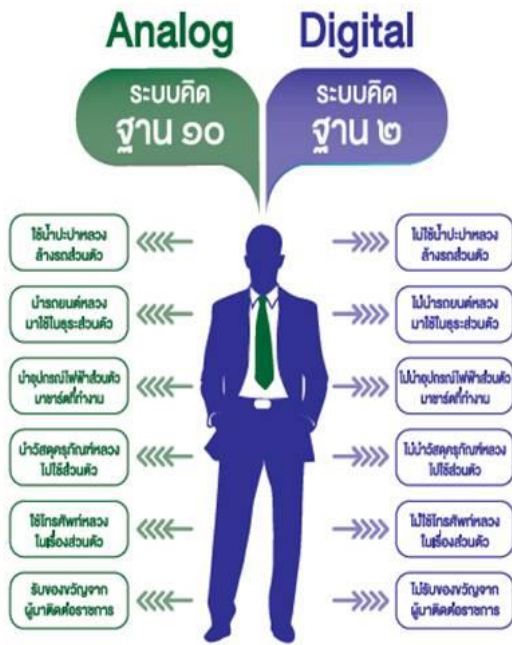 Analog Digital
ระบบคิด
ฐาน ๑๐
ระบบคิด
ฐาน ๒
ใช้น้ำปะปาหลวง
ล้างรถส่วนตัว
ไม่ใช้น้ำปะปาหลวง
ล้างรถส่วนตัว
นำรถยนต์หลวง
มาใช้ในธุระส่วนตัว
ไม่นำรถยนต์หลวง
มาใช้ในธุระส่วนตัว
นำอุปกรณ์ไฟฟ้าส่วนตัว
มาชาร์ตที่ทำงาน
ไม่นำอุปกรณ์ไฟฟ้าส่วนตัว
มาชาร์ตที่ทำงาน
นำวัสดุครุภัณฑ์หลวง
ไปใช้ส่วนตัว
ไม่นำวัสดุครุภัณฑ์หลวง
ไปใช้ส่วนตัว
ใช้โทรศัพท์หลวง
ในเรื่องส่วนตัว
ไม่ใช้โทรศัพท์หลวง
ในเรื่องส่วนตัว
รับของขวัญจาก
ผู้มาติดต่อราชการ
ไม่รับของขวัญจาก
ผู้มาติดต่อราชการ